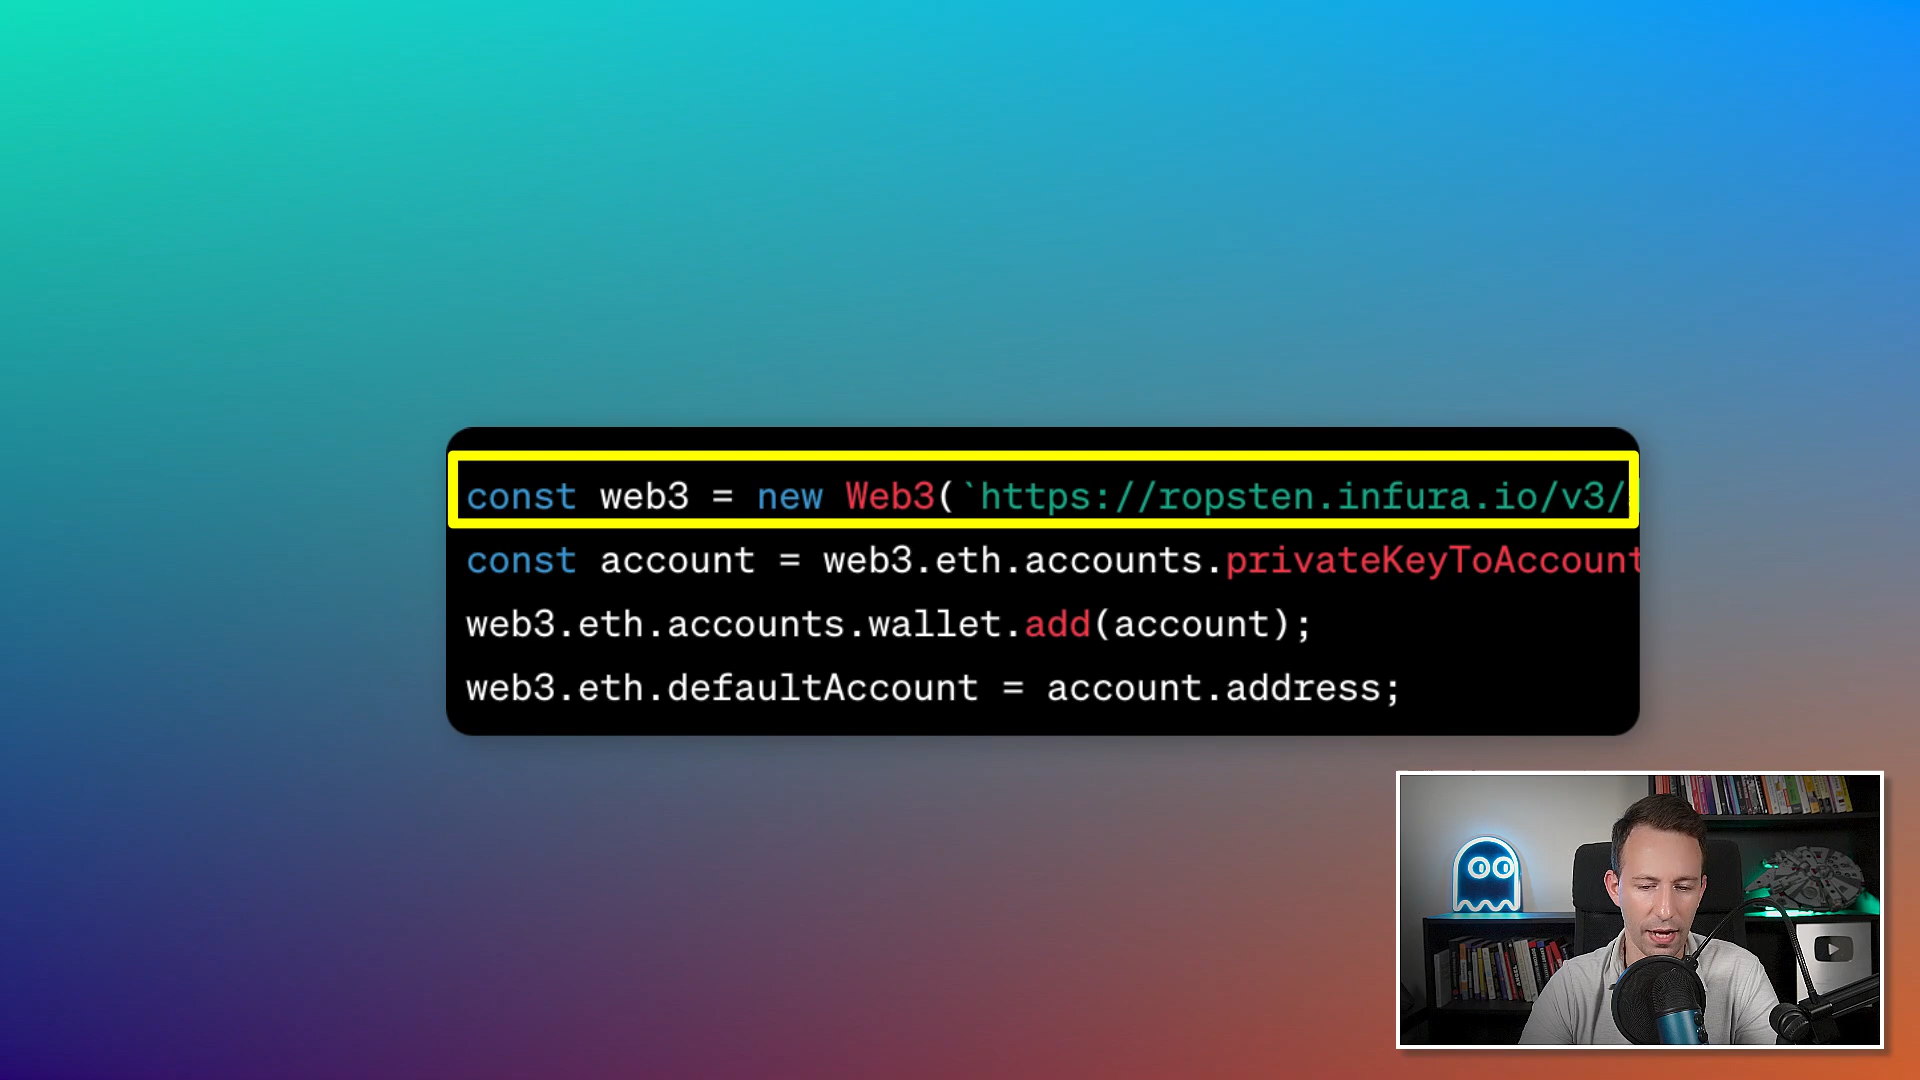 const web3 = new Web3(`https://ropsten.infura.io/v3/
const account = web3.eth.accounts.privateKeyToAccount
web3.eth.accounts.wallet.add(account);
web3.eth.defaultAccount = account.address;